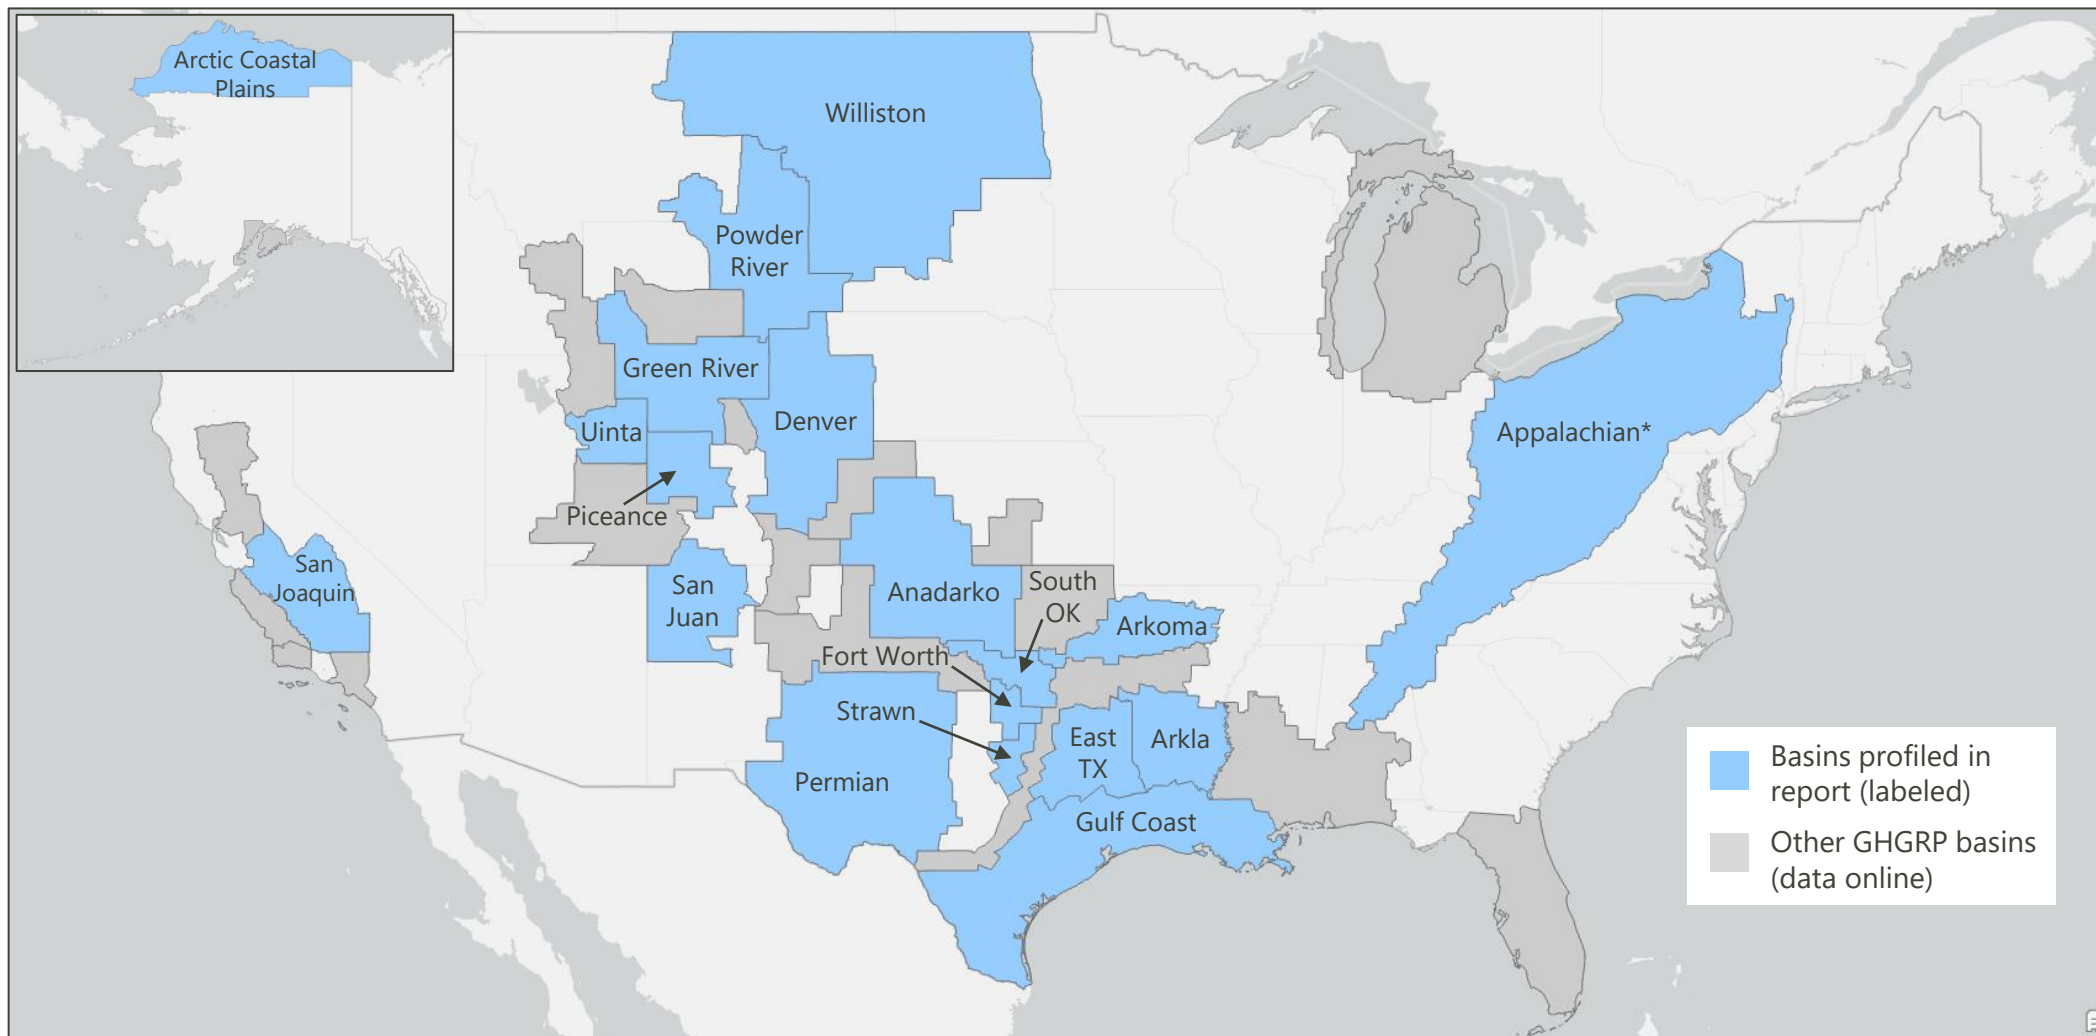 Arctic Coastal
Plains
Williston
Powder
River
Green River
Denver
Uinta
Piceance
Appalachian*
San
Joaquin
San
Juan
Anadarko
South
OK
Arkoma
Fort Worth
Strawn
East
TX
Arkla
Permian
Gulf Coast
Basins profiled in
report (labeled)
Other GHGRP basins
(data online)